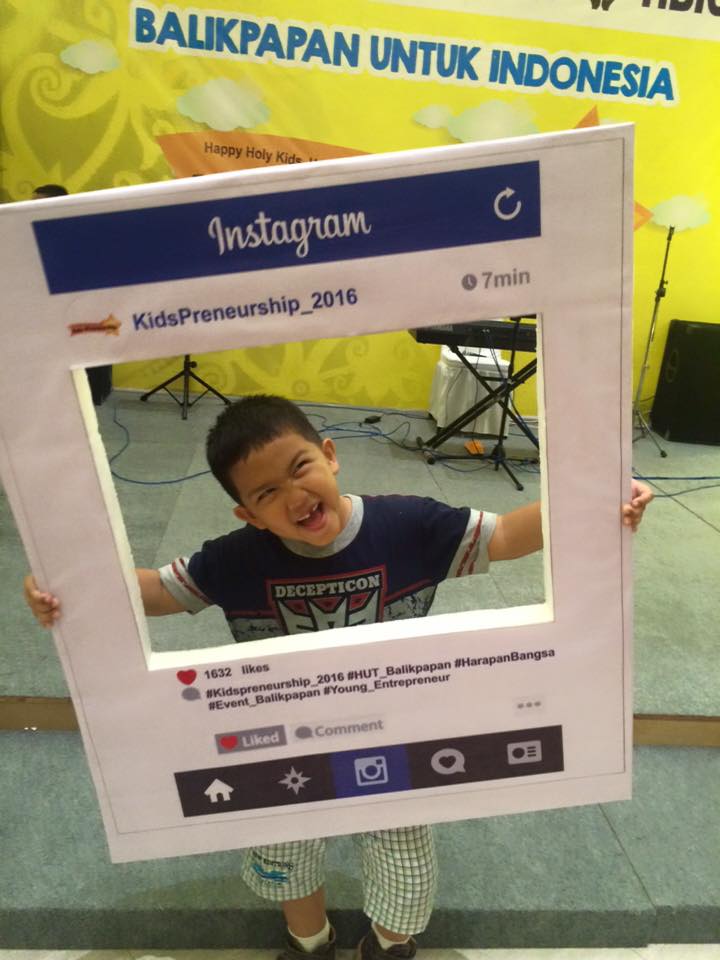 BALIKPAPAN UNTUK INDONESIA
Happy Holy Kids
Instagram
KidsPreneurship_2016
7min
DECEPTICON
1632 likes
#Kidspreneurship_2016 #HUT_Balikpapan #HarapanBangsa
#Event_Balikpapan #Young_Entrepreneur
Liked
Comment